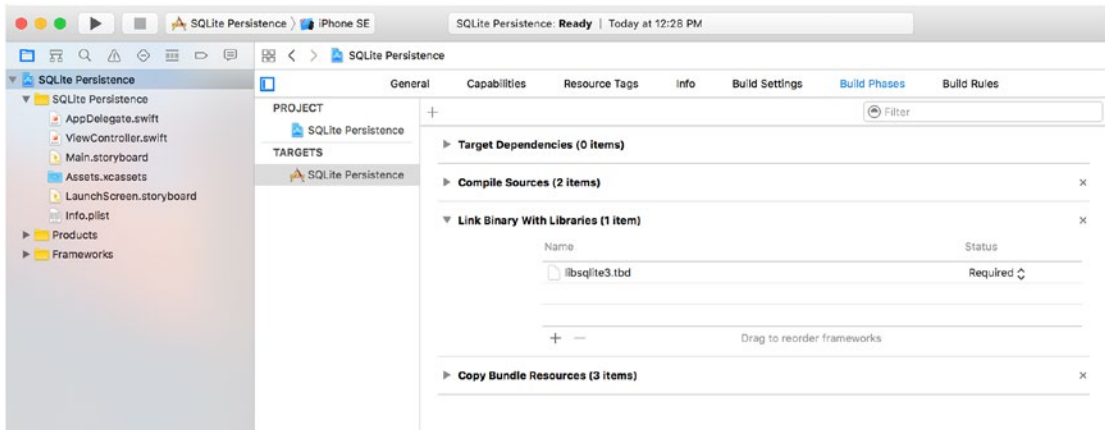 SQLite Persistence iPhone SE SQLite Persistence: Ready | Today at 12:28 PM
SQLite Persistence
SQLite Persistence
General Capabilities Resource Tags Info Build Settings Build Phases Build Rules
SQLite Persistence
AppDelegate.swift
ViewController.swift
Main.storyboard
Assets.xcassets
LaunchScreen.storyboard
Info.plist
Products
Frameworks
PROJECT
SQLite Persistence
TARGETS
SQLite Persistence
Filter
Target Dependencies (0 items)
Compile Sources (2 items)
Link Binary With Libraries (1 item)
Name Status
libsqlite3.tbd Required
Drag to reorder frameworks
Copy Bundle Resources (3 items)